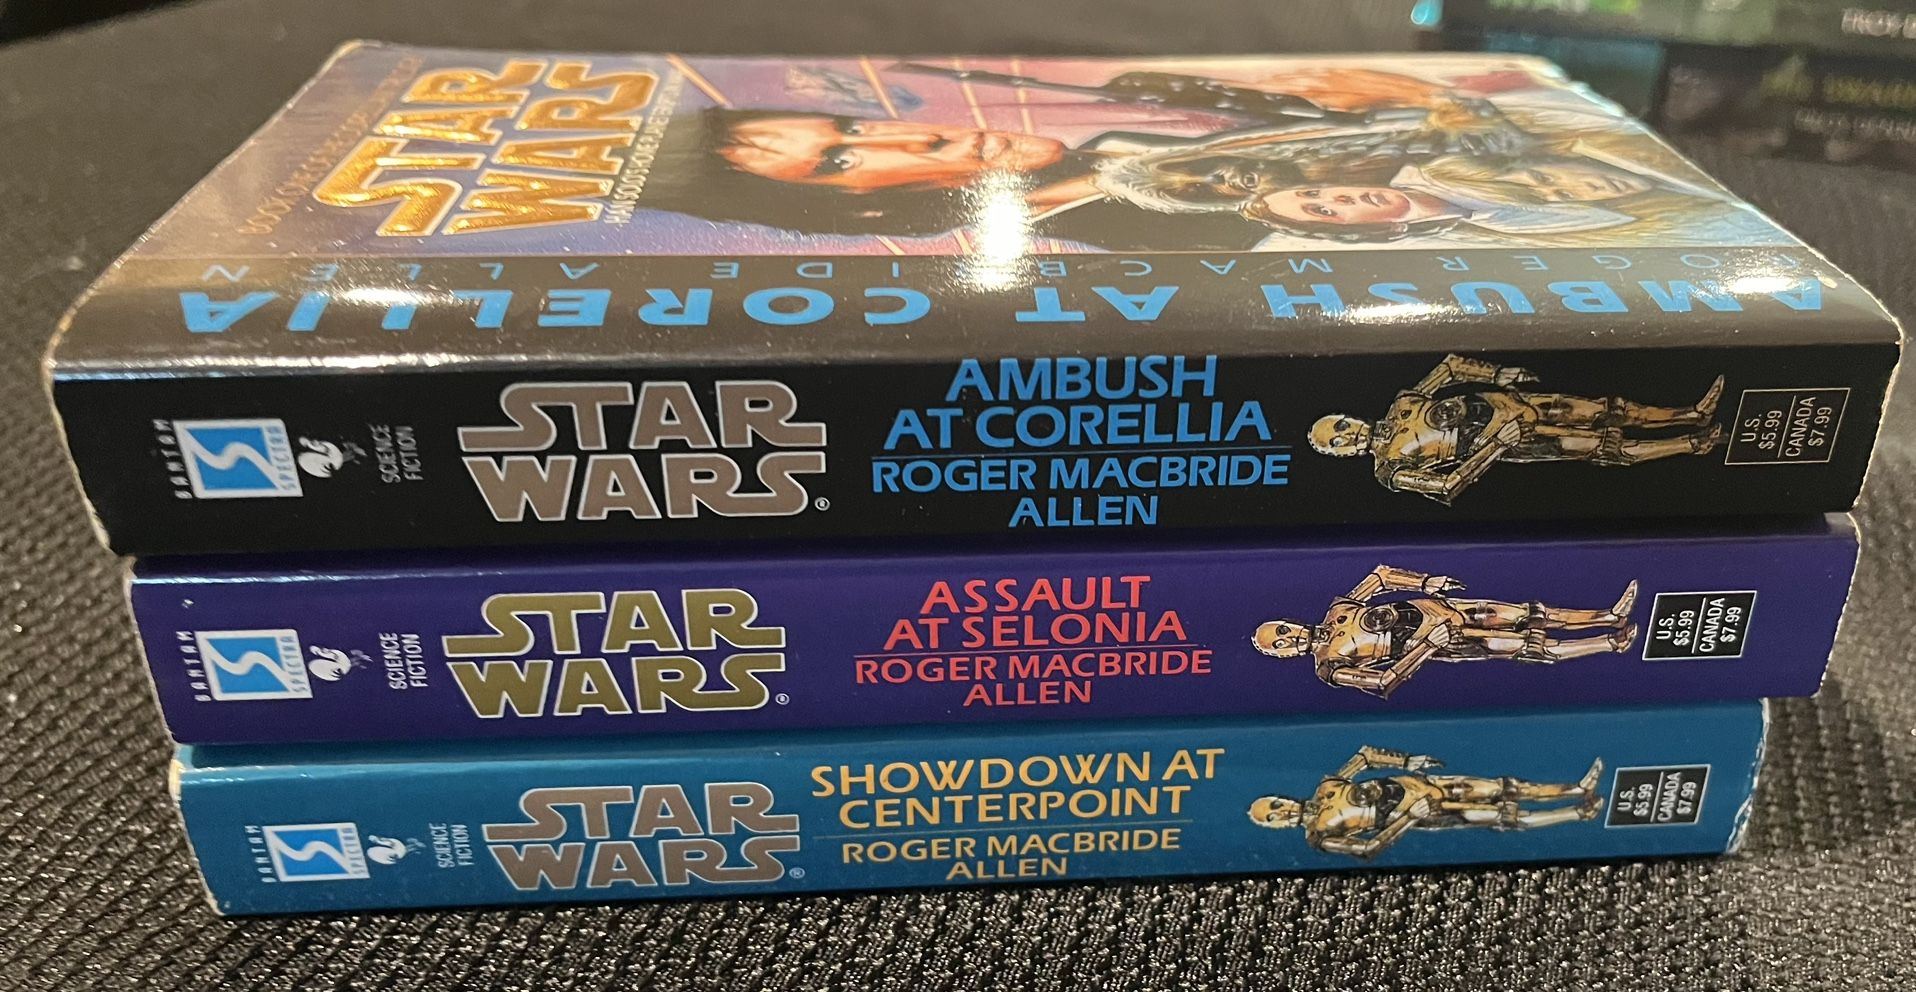 STAR
WARS
ROGER MACBRIDE ALLEN
AMBUSH AT CORELLIA
BANTAM
SPECTRA
SCIENCE
FICTION
STAR
WARS®
AMBUSH
AT CORELLIA
ROGER MACBRIDE
ALLEN
U.S.
$5.99
CANADA
$7.99
BANTAM
SPECTRA
SCIENCE
FICTION
STAR
WARS®
ASSAULT
AT SELONIA
ROGER MACBRIDE
ALLEN
U.S.
$5.99
CANADA
$7.99
BANTAM
SPECTRA
SCIENCE
FICTION
STAR
WARS®
SHOWDOWN AT
CENTERPOINT
ROGER MACBRIDE
ALLEN
U.S.
$5.99
CANADA
$7.99